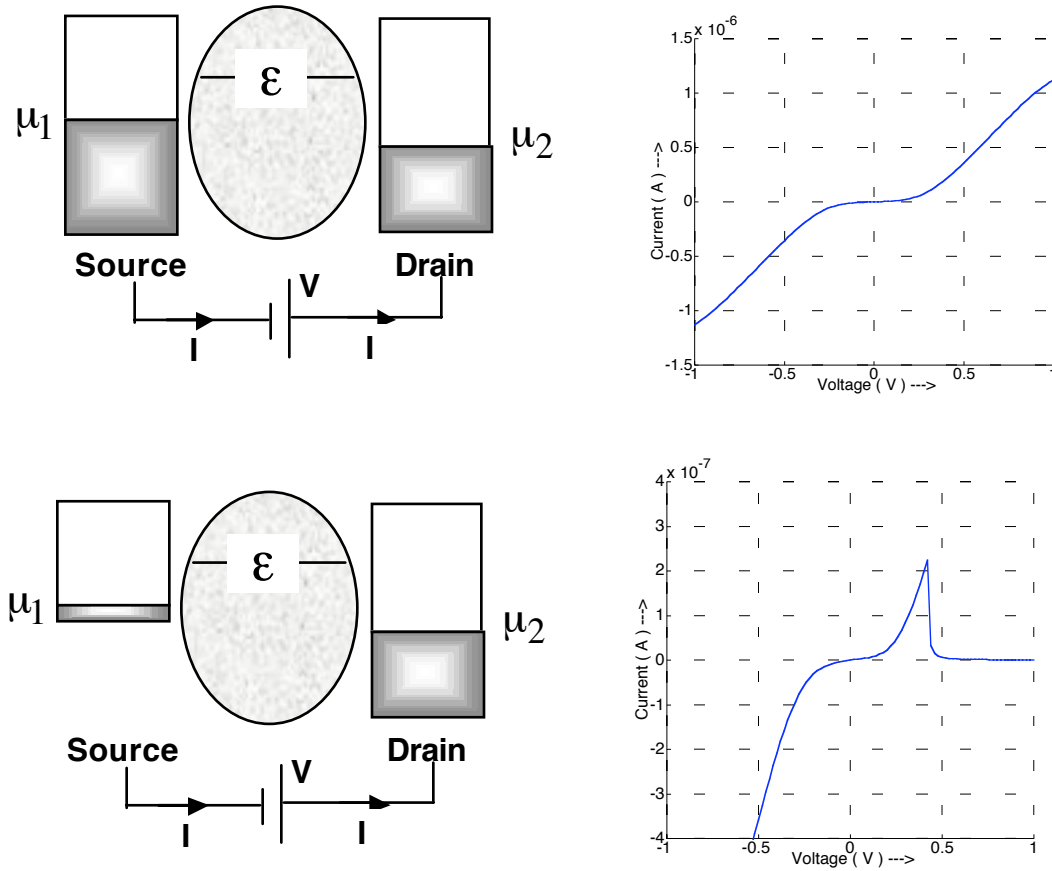 μ1
ε
μ2
Source
Drain
V
I
I
x 10 -6
1.5
1
0.5
0
-0.5
-1
-1.5
-1
-0.5
0
0.5
1
Current ( A ) --->
Voltage ( V ) --->
μ1
ε
μ2
Source
Drain
V
I
I
x 10 -7
4
3
2
1
0
-1
-2
-3
-4
-1
-0.5
0
0.5
1
Current ( A ) --->
Voltage ( V ) --->